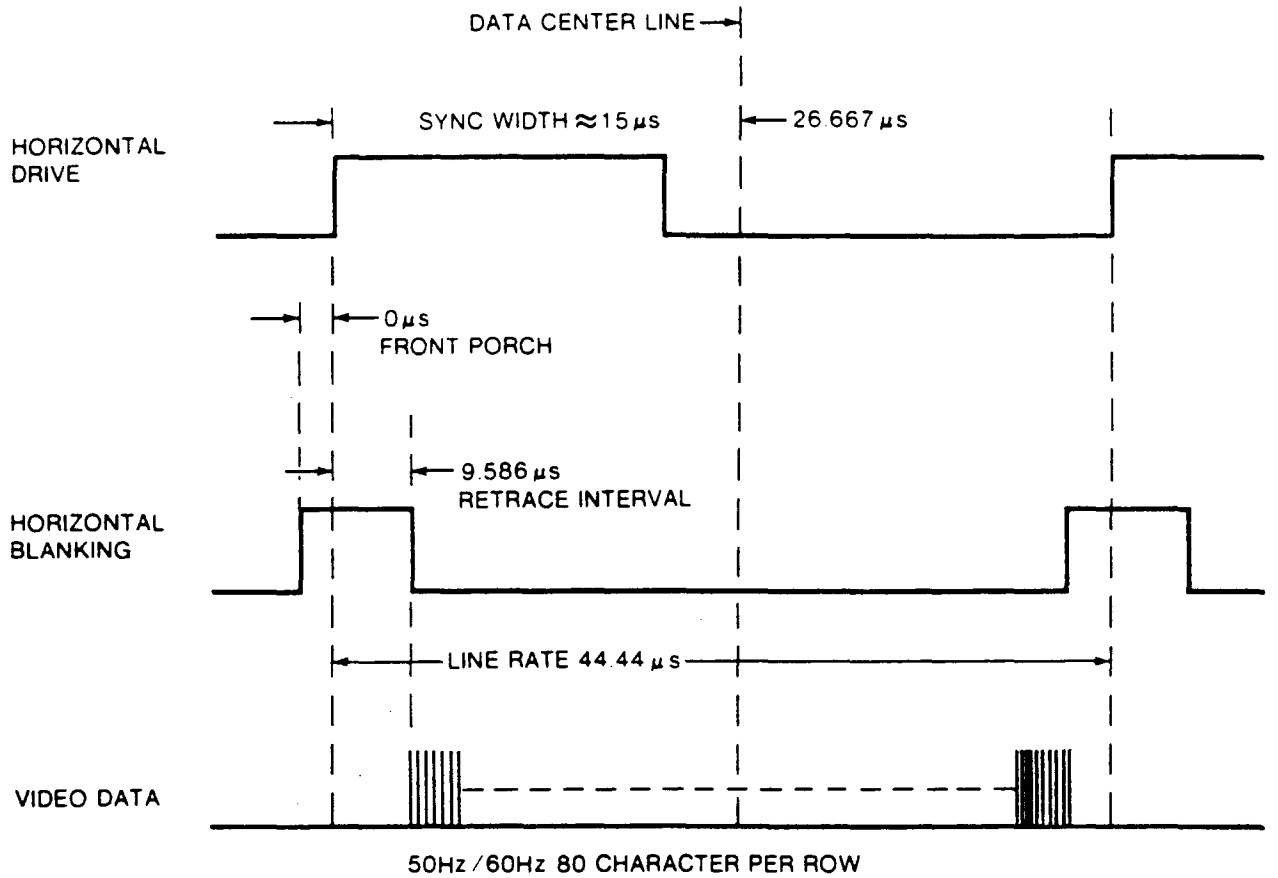 DATA CENTER LINE
SYNC WIDTH ≈ 15 μs
26.667 μs
HORIZONTAL
DRIVE
0 μs
FRONT PORCH
9.586 μs
RETRACE INTERVAL
HORIZONTAL
BLANKING
LINE RATE 44.44 μs
VIDEO DATA
50Hz/60Hz 80 CHARACTER PER ROW